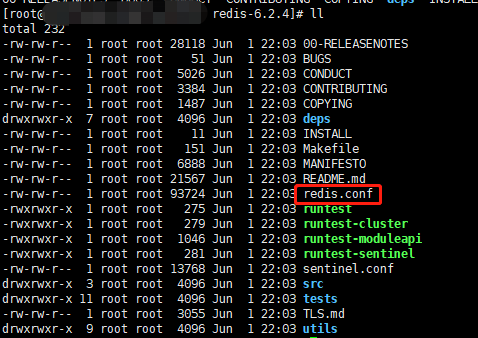 [root@ redis-6.2.4]# ll
total 232
-rw-rw-r-- 1 root root 28118 Jun 1 22:03 00-RELEASENOTES
-rw-rw-r-- 1 root root 51 Jun 1 22:03 BUGS
-rw-rw-r-- 1 root root 5026 Jun 1 22:03 CONDUCT
-rw-rw-r-- 1 root root 3384 Jun 1 22:03 CONTRIBUTING
-rw-rw-r-- 1 root root 1487 Jun 1 22:03 COPYING
drwxrwxr-x 7 root root 4096 Jun 1 22:03 deps
-rw-rw-r-- 1 root root 11 Jun 1 22:03 INSTALL
-rw-rw-r-- 1 root root 151 Jun 1 22:03 Makefile
-rw-rw-r-- 1 root root 6888 Jun 1 22:03 MANIFESTO
-rw-rw-r-- 1 root root 21567 Jun 1 22:03 README.md
-rw-rw-r-- 1 root root 93724 Jun 1 22:03 redis.conf
-rwxrwxr-x 1 root root 275 Jun 1 22:03 runtest
-rwxrwxr-x 1 root root 279 Jun 1 22:03 runtest-cluster
-rwxrwxr-x 1 root root 1046 Jun 1 22:03 runtest-moduleapi
-rwxrwxr-x 1 root root 281 Jun 1 22:03 runtest-sentinel
-rw-rw-r-- 1 root root 13768 Jun 1 22:03 sentinel.conf
drwxrwxr-x 3 root root 4096 Jun 1 22:03 src
drwxrwxr-x 11 root root 4096 Jun 1 22:03 tests
-rw-rw-r-- 1 root root 3055 Jun 1 22:03 TLS.md
drwxrwxr-x 9 root root 4096 Jun 1 22:03 utils